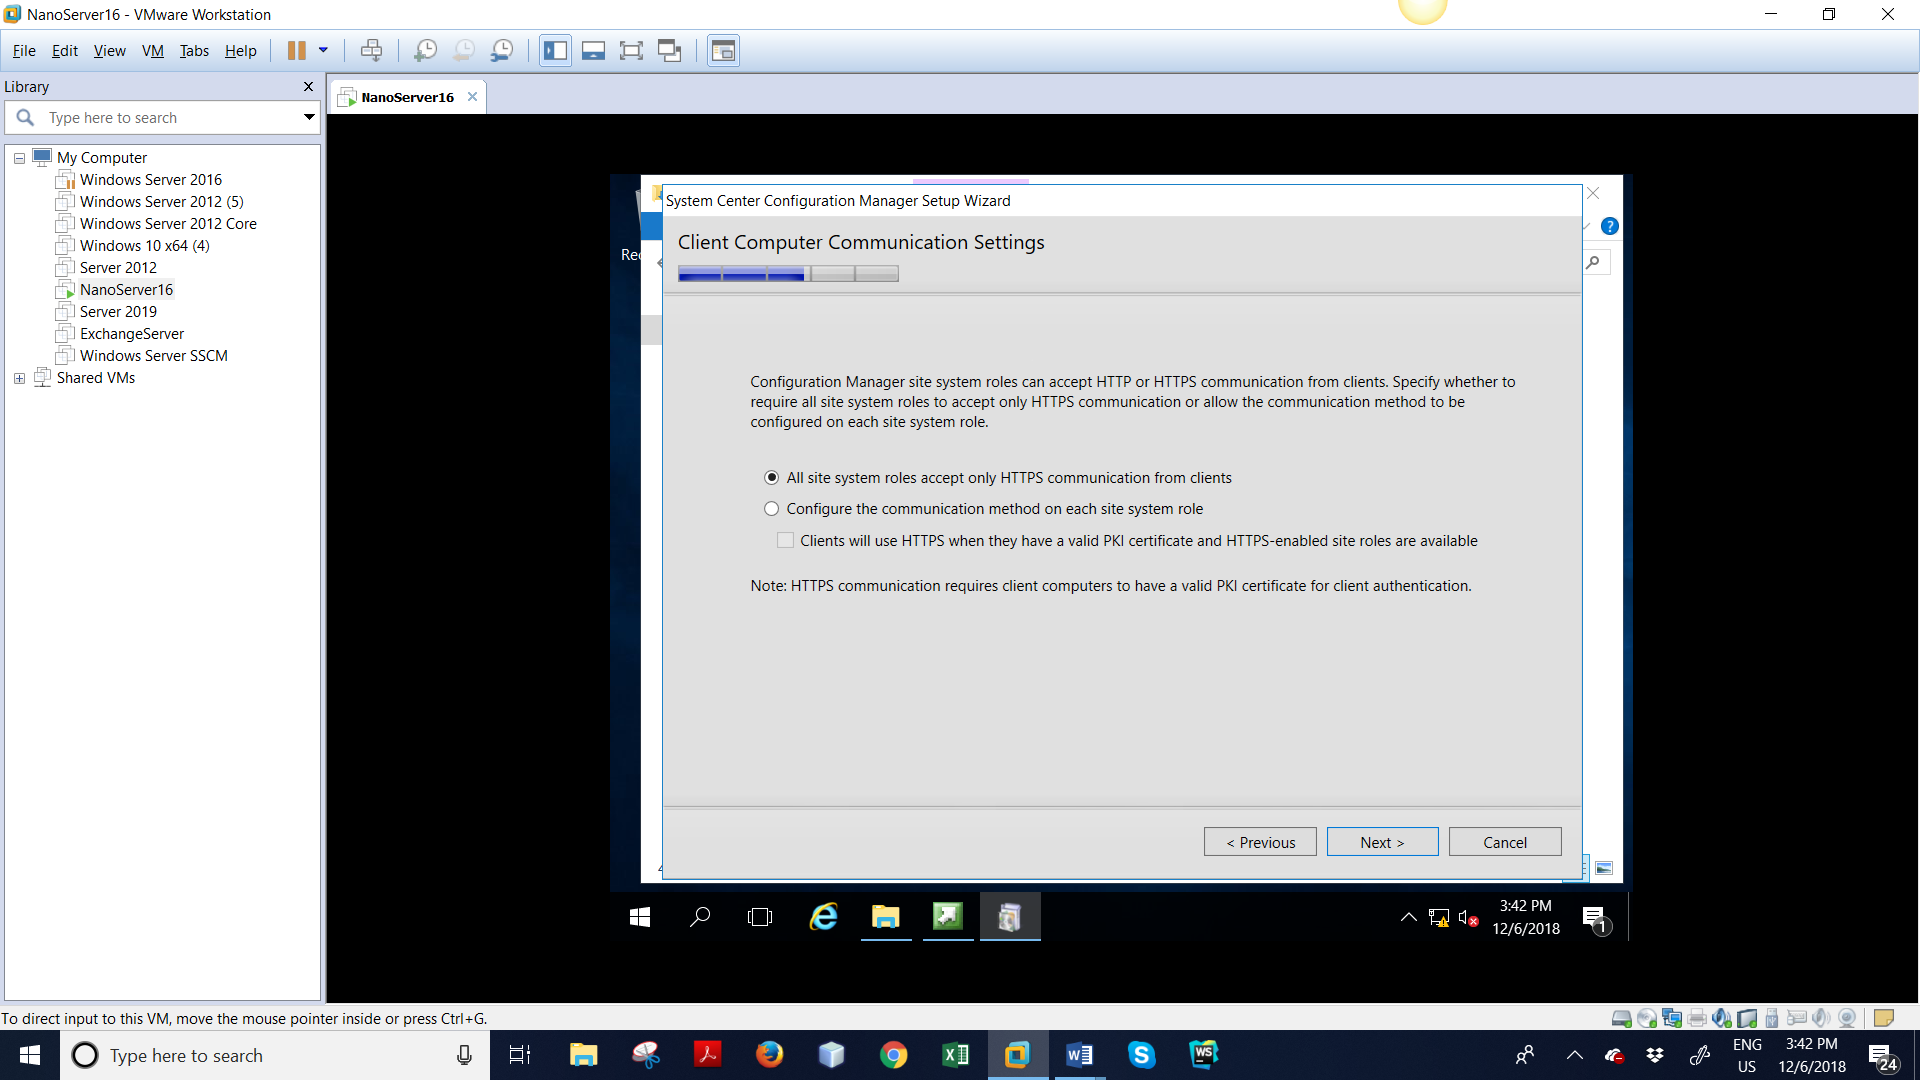 NanoServer16 - VMware Workstation
File Edit View VM Tabs Help
Library
NanoServer16
Type here to search
My Computer
Windows Server 2016
Windows Server 2012 (5)
Windows Server 2012 Core
Windows 10 x64 (4)
Server 2012
NanoServer16
Server 2019
ExchangeServer
Windows Server SSCM
Shared VMs
Rec
System Center Configuration Manager Setup Wizard
Client Computer Communication Settings
Configuration Manager site system roles can accept HTTP or HTTPS communication from clients. Specify whether to
require all site system roles to accept only HTTPS communication or allow the communication method to be
configured on each site system role.
All site system roles accept only HTTPS communication from clients
Configure the communication method on each site system role
Clients will use HTTPS when they have a valid PKI certificate and HTTPS-enabled site roles are available
Note: HTTPS communication requires client computers to have a valid PKI certificate for client authentication.
< Previous Next > Cancel
3:42 PM
12/6/2018
1
To direct input to this VM, move the mouse pointer inside or press Ctrl+G.
Type here to search
WS
ENG
US
3:42 PM
12/6/2018
24